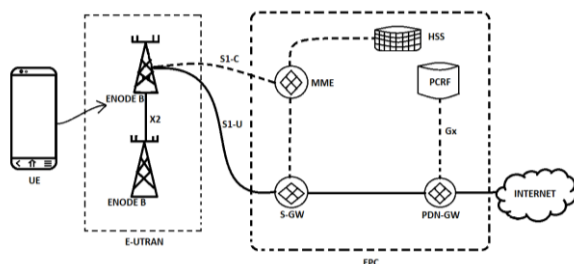 HSS
S1-C
MME
PCRF
ENODE B
X2
S1-U
Gx
UE
ENODE B
S-GW
PDN-GW
INTERNET
E-UTRAN
EPC